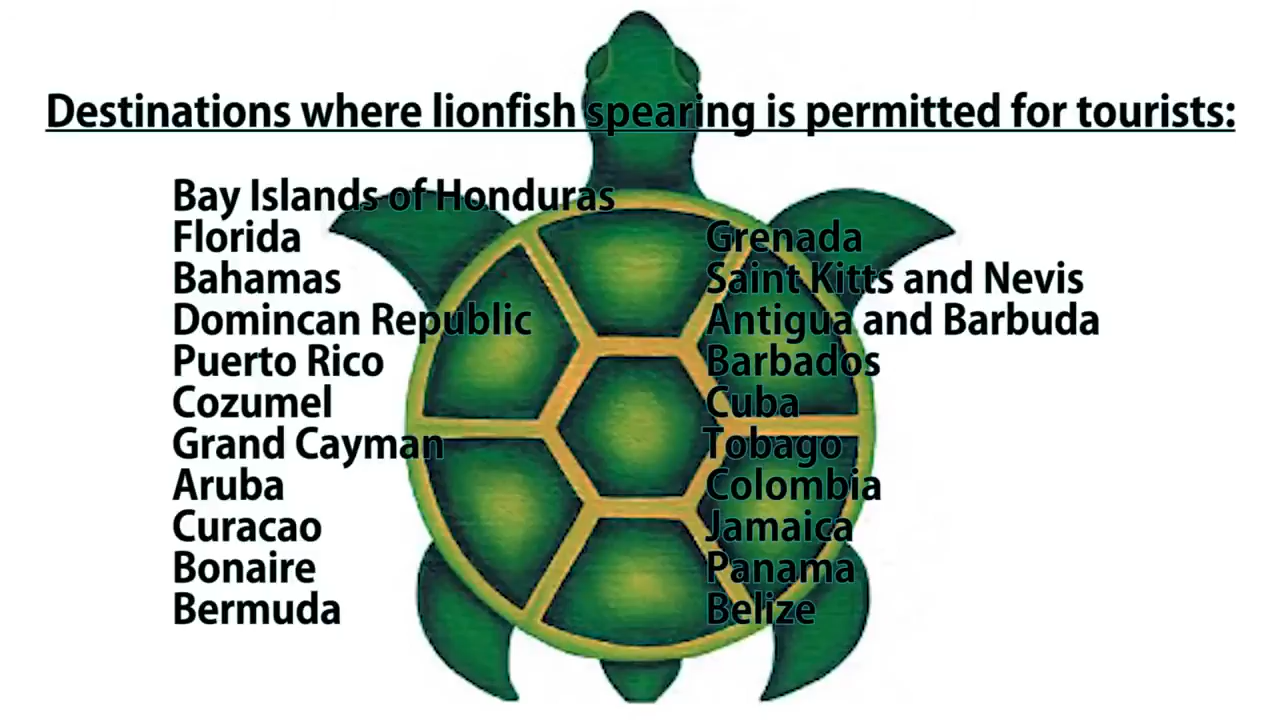 Destinations where lionfish spearing is permitted for tourists:
Bay Islands of Honduras
Florida
Bahamas
Domincan Republic
Puerto Rico
Cozumel
Grand Cayman
Aruba
Curacao
Bonaire
Bermuda
Grenada
Saint Kitts and Nevis
Antigua and Barbuda
Barbados
Cuba
Tobago
Colombia
Jamaica
Panama
Belize